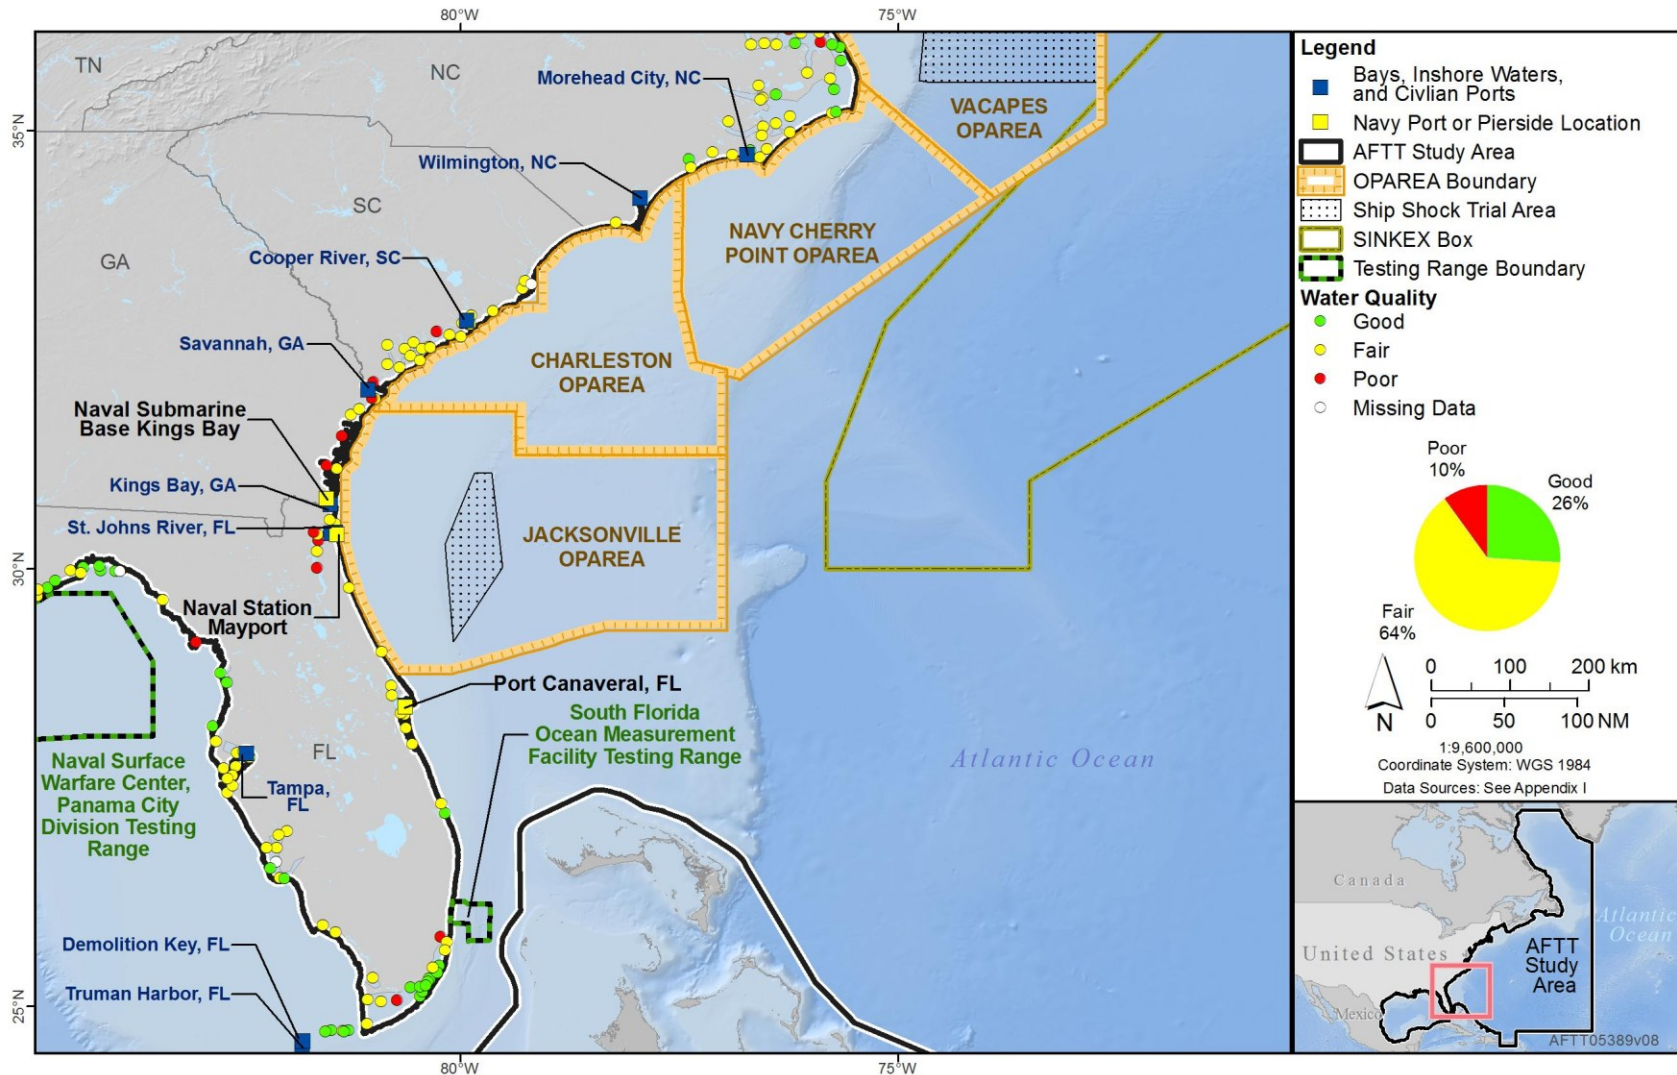 80°W
75°W
TN
NC
Morehead City, NC
VACAPES
OPAREA
35°N
Wilmington, NC
SC
NAVY CHERRY
POINT OPAREA
GA
Cooper River, SC
Savannah, GA
CHARLESTON
OPAREA
Naval Submarine
Base Kings Bay
Kings Bay, GA
St. Johns River, FL
JACKSONVILLE
OPAREA
30°N
Naval Station
Mayport
Port Canaveral, FL
South Florida
Ocean Measurement
Facility Testing Range
FL
Atlantic Ocean
Naval Surface
Warfare Center,
Panama City
Division Testing
Range
Tampa,
FL
Demolition Key, FL
Truman Harbor, FL
25°N
80°W
75°W
Legend
Bays, Inshore Waters,
and Civlian Ports
Navy Port or Pierside Location
AFTT Study Area
OPAREA Boundary
Ship Shock Trial Area
SINKEX Box
Testing Range Boundary
Water Quality
Good
Fair
Poor
Missing Data
Poor
10%
Good
26%
Fair
64%
N
0 100 200 km
0 50 100 NM
1:9,600,000
Coordinate System: WGS 1984
Data Sources: See Appendix I
Canada
United States
Atlantic
Ocean
AFTT
Study
Area
Mexico
AFTT05389v08